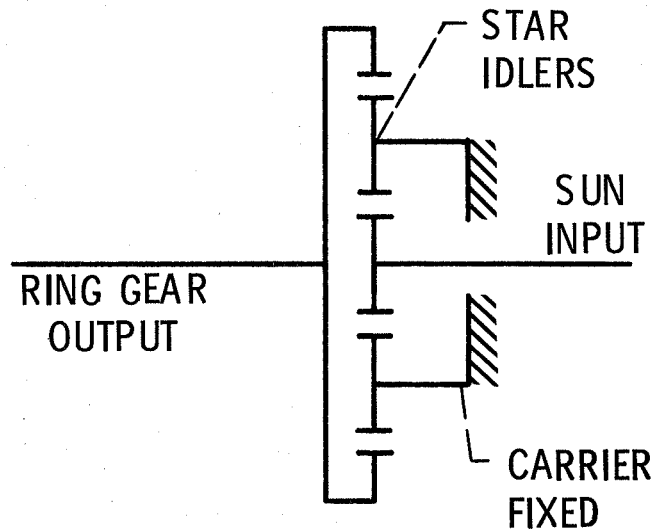 STAR
IDLERS
SUN
INPUT
RING GEAR
OUTPUT
CARRIER
FIXED